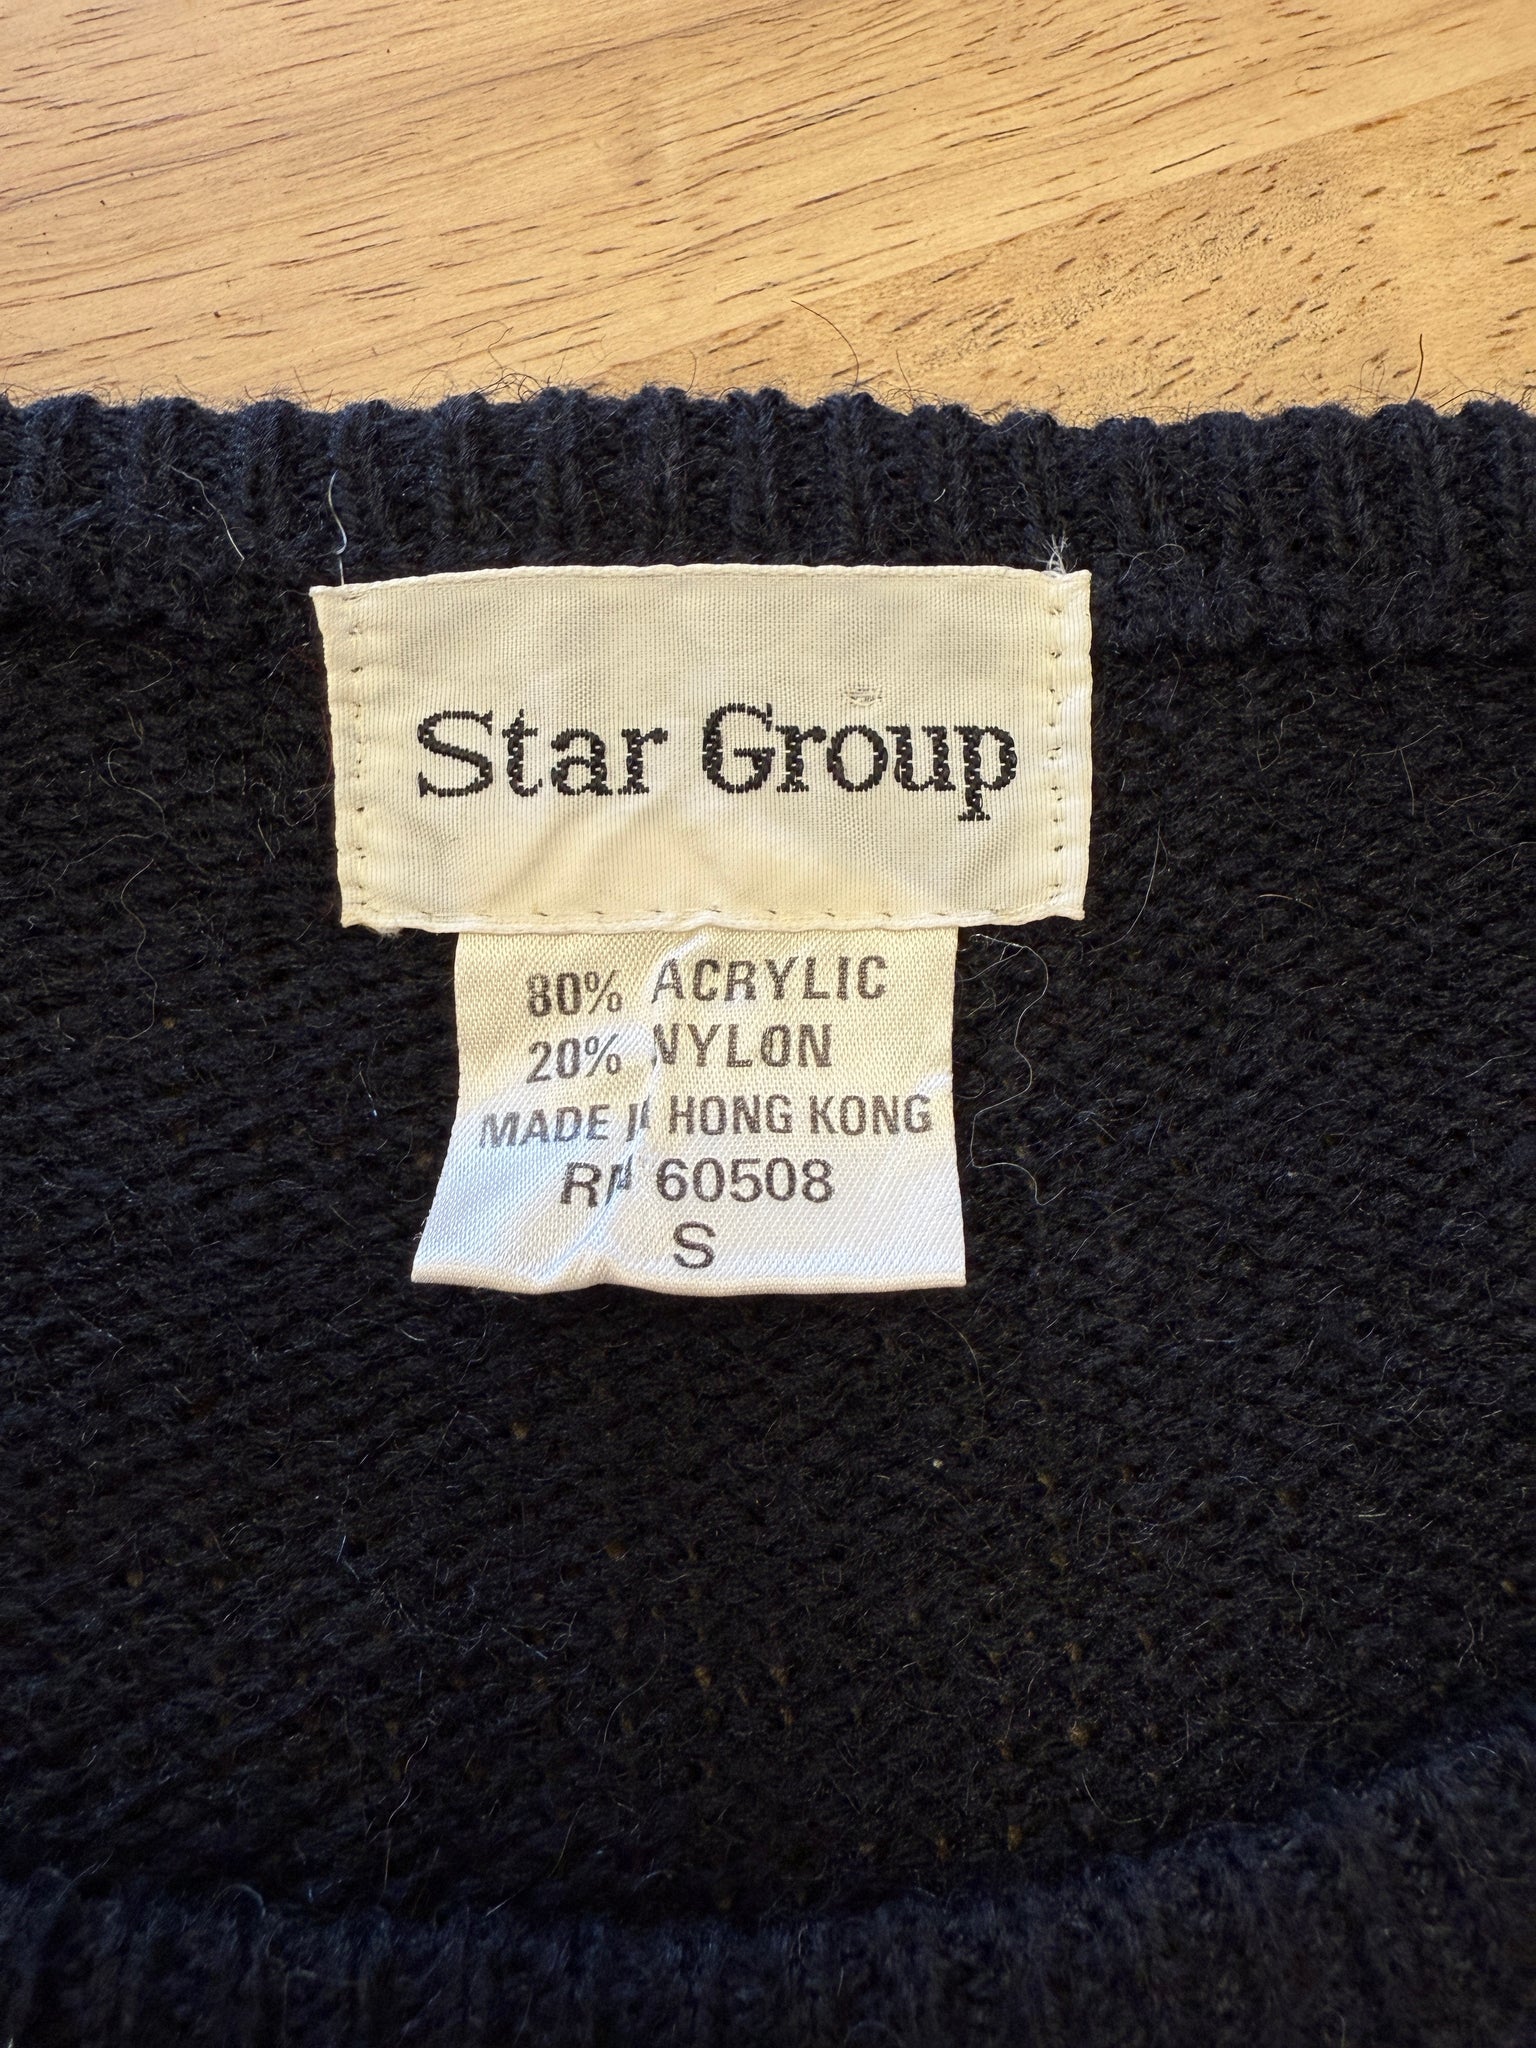 Star Group
80% ACRYLIC
20% NYLON
MADE IN HONG KONG
RN 60508
S